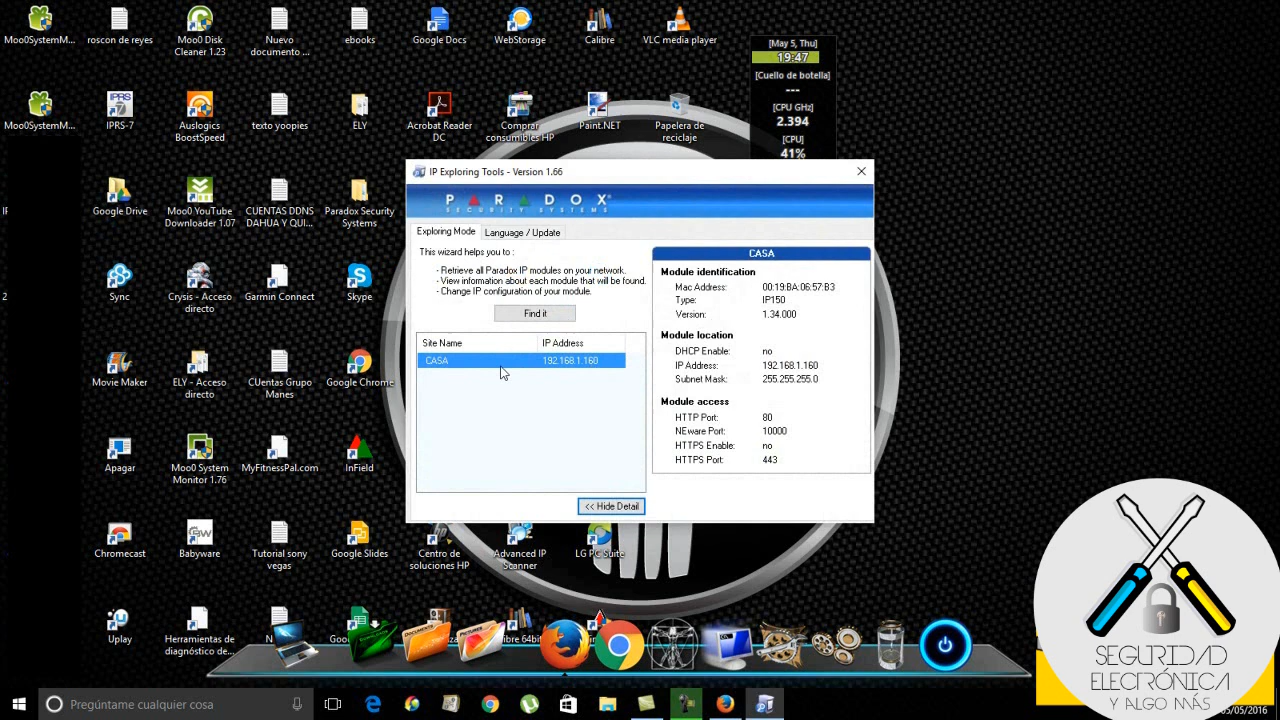 Moo0SystemM...
roscon de reyes
Moo0 Disk
Cleaner 1.23
Nuevo
documento ...
ebooks
Google Docs
WebStorage
Calibre
VLC media player
[May 5, Thu]
19:47
[Cuello de botella]
---
[CPU GHz]
2.394
[CPU]
41%
Moo0SystemM...
IPRS-7
Auslogics
BoostSpeed
texto yoopies
ELY
Acrobat Reader
DC
Comprar
consumibles HP
Paint.NET
Papelera de
reciclaje
Google Drive
Moo0 YouTube
Downloader 1.07
CUENTAS DDNS
DAHUA Y QUI...
Paradox Security
Systems
IP Exploring Tools - Version 1.66
PARADOX
SECURITY SYSTEMS
Exploring Mode
Language / Update
This wizard helps you to :
- Retrieve all Paradox IP modules on your network.
- View information about each module that will be found.
- Change IP configuration of your module.
Find it
Site Name
IP Address
CASA
192.168.1.160
<< Hide Detail
CASA
Module identification
Mac Address: 00:19:BA:06:57:B3
Type: IP150
Version: 1.34.000
Module location
DHCP Enable: no
IP Address: 192.168.1.160
Subnet Mask: 255.255.255.0
Module access
HTTP Port: 80
NEware Port: 10000
HTTPS Enable: no
HTTPS Port: 443
Sync
Crysis - Acceso
directo
Garmin Connect
Skype
Movie Maker
ELY - Acceso
directo
CUentas Grupo
Manes
Google Chrome
Apagar
Moo0 System
Monitor 1.76
MyFitnessPal.com
InField
Chromecast
Babyware
Tutorial sony
vegas
Google Slides
Centro de
soluciones HP
Advanced IP
Scanner
LG PC Suite
Uplay
Herramientas de
diagnóstico de...
Pregúntame cualquier cosa
SEGURIDAD
ELECTRONICA
Y ALGO MAS
05/05/2016